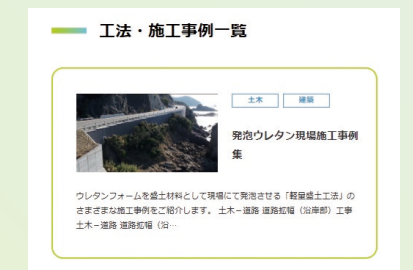 工法・施工事例一覧
土木 建築
発泡ウレタン現場施工事例
集
ウレタンフォームを盛土材料として現場にて発泡させる「軽量盛土工法」の
さまざまな施工事例をご紹介します。 土木－道路 道路拡幅（沿岸部）工事
土木－道路 道路拡幅（沿…